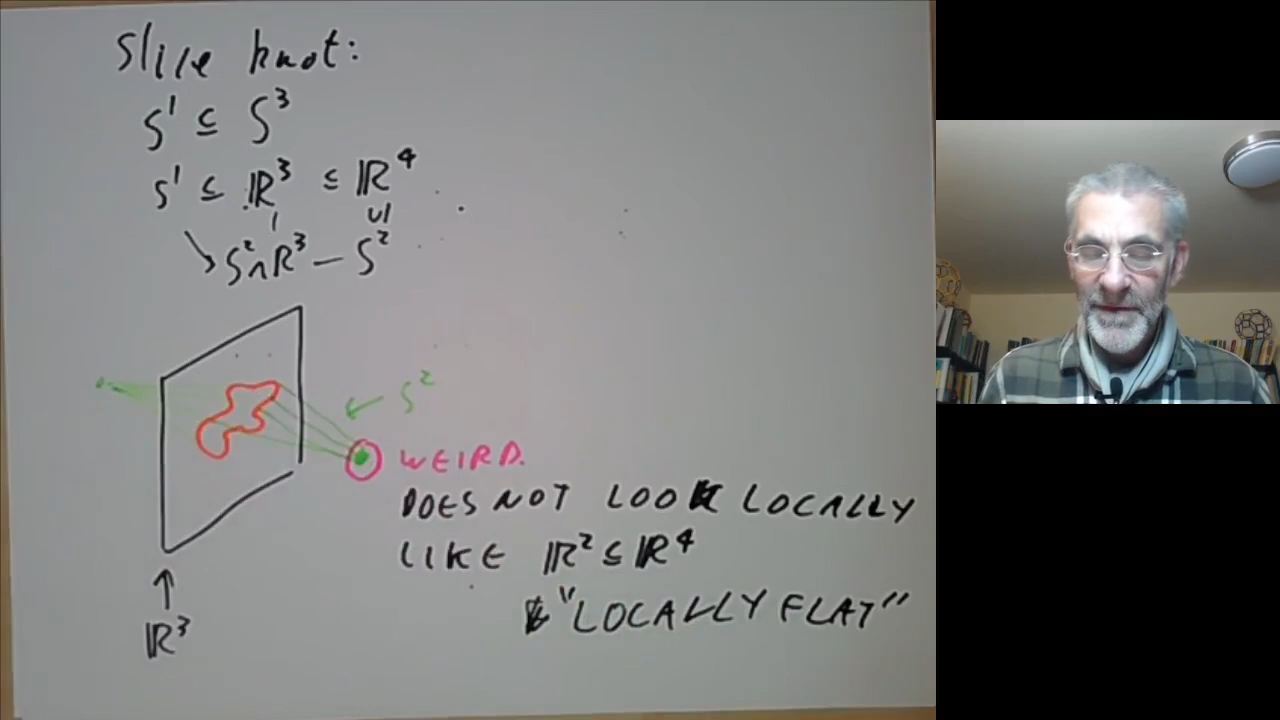 Slice knot:
S¹ ⊆ S³
S¹ ⊆ ℝ³ ⊆ ℝ⁴
S²∩ℝ³ — S²
S²
WEIRD.
DOES NOT LOOK LOCALLY
LIKE ℝ² ⊆ ℝ⁴
"LOCALLY FLAT"
ℝ³